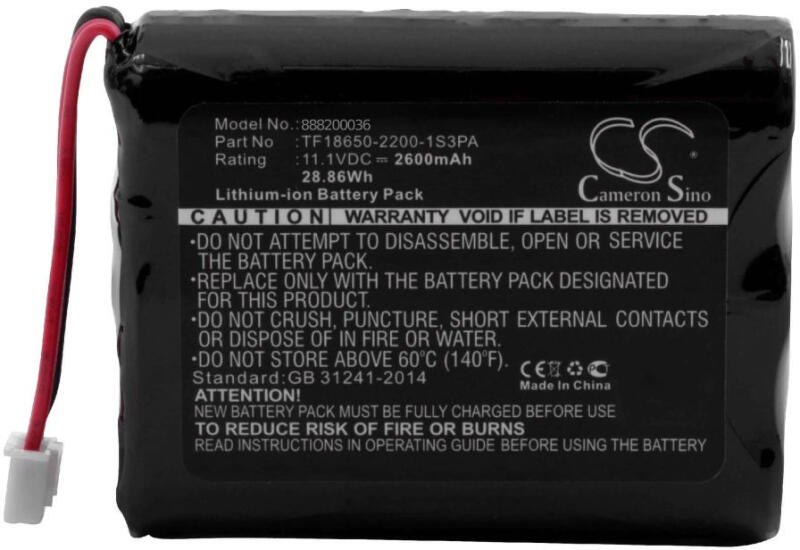 Model No.:888200036
Part No :TF18650-2200-1S3PA
Rating :11.1VDC ⎓ 2600mAh
28.86Wh
Lithium-ion Battery Pack
CS
Cameron Sino
CAUTION WARRANTY VOID IF LABEL IS REMOVED
•DO NOT ATTEMPT TO DISASSEMBLE, OPEN OR SERVICE
THE BATTERY PACK.
•REPLACE ONLY WITH THE BATTERY PACK DESIGNATED
FOR THIS PRODUCT.
•DO NOT CRUSH, PUNCTURE, SHORT EXTERNAL CONTACTS
OR DISPOSE OF IN FIRE OR WATER.
•DO NOT STORE ABOVE 60°C (140°F).
Standard:GB 31241-2014
CE
Made In China
ATTENTION!
NEW BATTERY PACK MUST BE FULLY CHARGED BEFORE USE
TO REDUCE RISK OF FIRE OR BURNS
READ INSTRUCTIONS IN OPERATING GUIDE BEFORE USING THE BATTERY